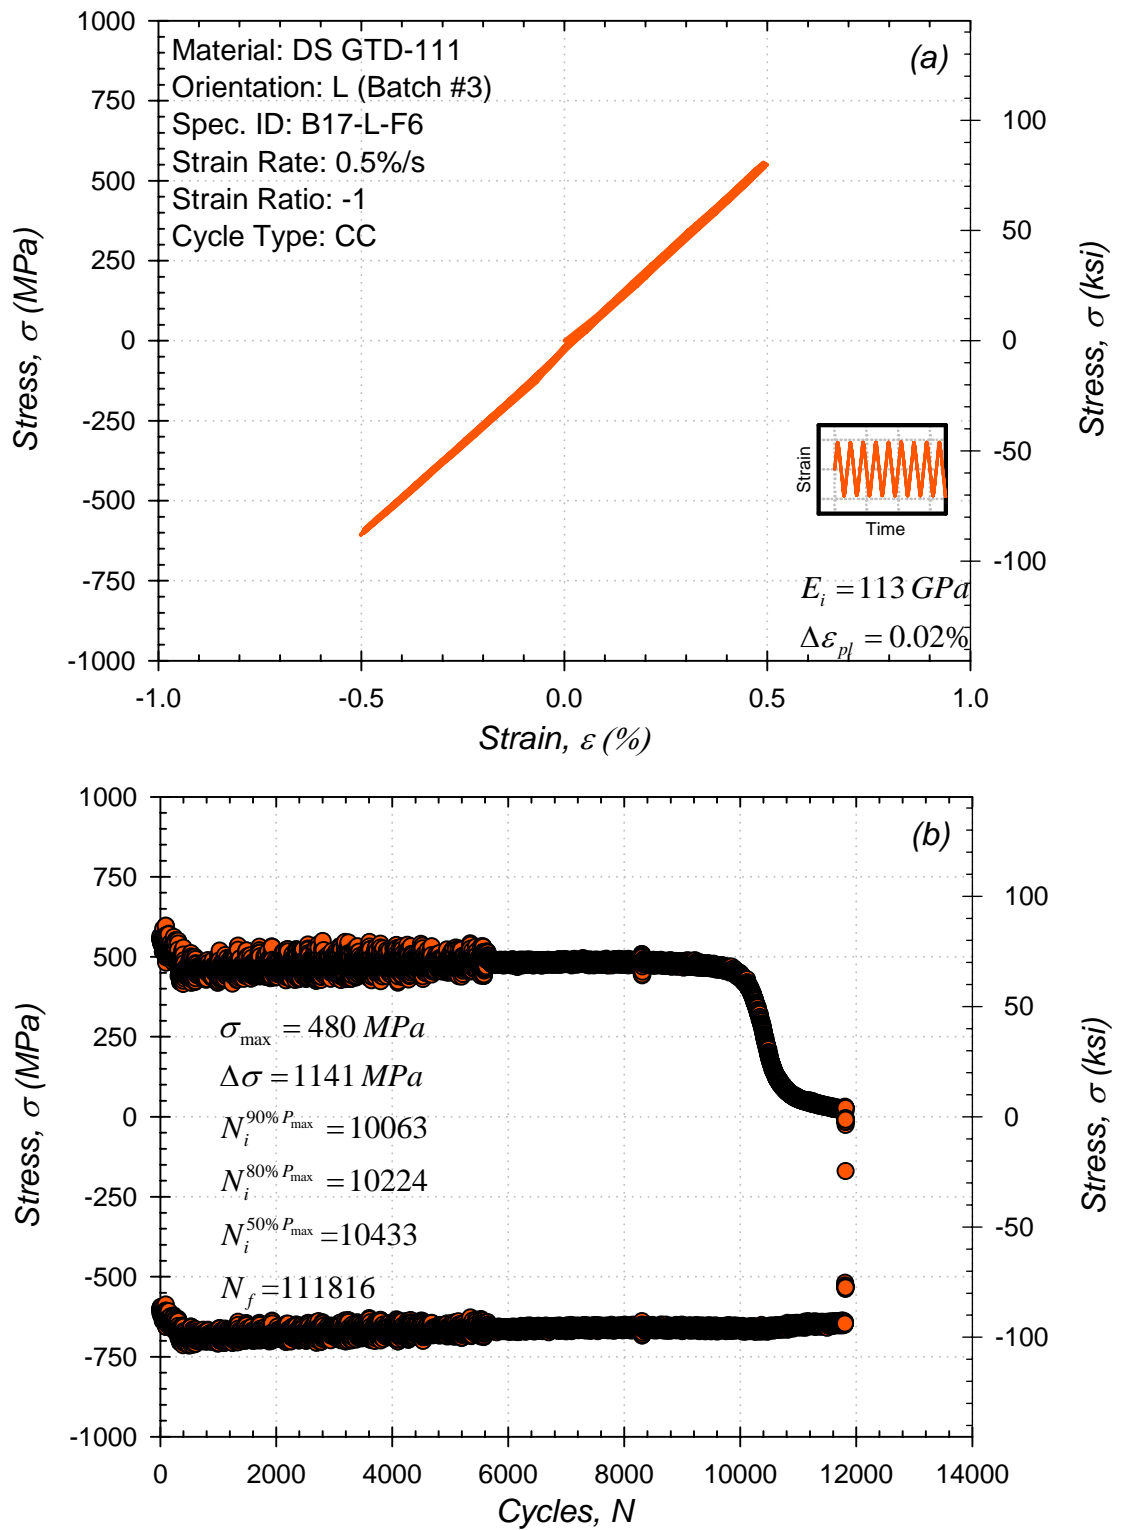 1000
750
500
250
0
-250
-500
-750
-1000
Stress, σ (MPa)
Material: DS GTD-111
Orientation: L (Batch #3)
Spec. ID: B17-L-F6
Strain Rate: 0.5%/s
Strain Ratio: -1
Cycle Type: CC
(a)
100
50
0
-50
-100
Stress, σ (ksi)
Strain
Time
E_i = 113 GPa
Δε_pl = 0.02%
-1.0 -0.5 0.0 0.5 1.0
Strain, ε (%)
1000
750
500
250
0
-250
-500
-750
-1000
Stress, σ (MPa)
(b)
100
50
0
-50
-100
Stress, σ (ksi)
σ_max = 480 MPa
Δσ = 1141 MPa
N_i^90% P_max = 10063
N_i^80% P_max = 10224
N_i^50% P_max =10433
N_f =111816
0 2000 4000 6000 8000 10000 12000 14000
Cycles, N